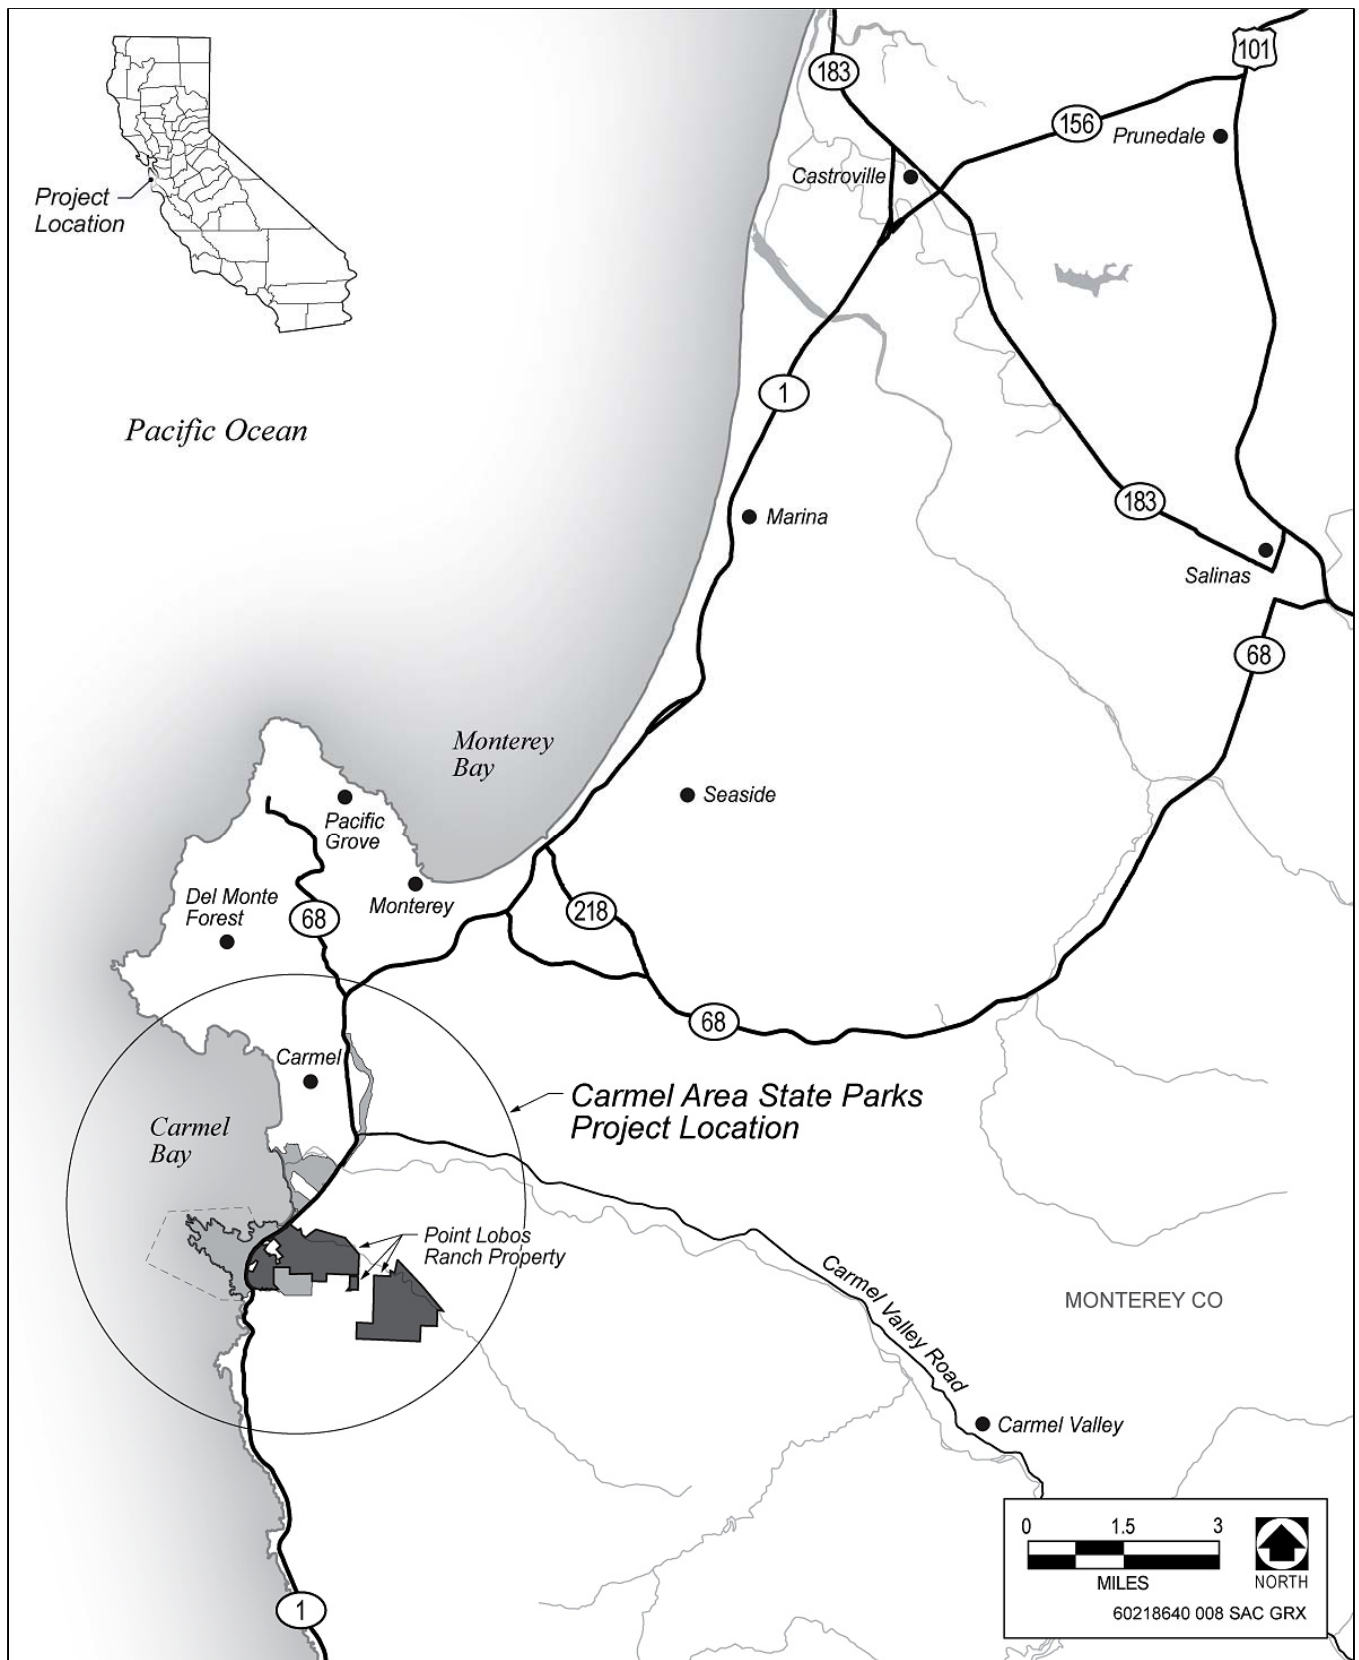 183
101
156
Prunedale
Castroville
Project
Location
1
Pacific Ocean
Marina
183
Salinas
68
Monterey
Bay
Seaside
Pacific
Grove
Del Monte
Forest
68
Monterey
218
68
Carmel
Carmel Area State Parks
Project Location
Carmel
Bay
Point Lobos
Ranch Property
Carmel Valley Road
MONTEREY CO
Carmel Valley
0 1.5 3
MILES
NORTH
60218640 008 SAC GRX
1